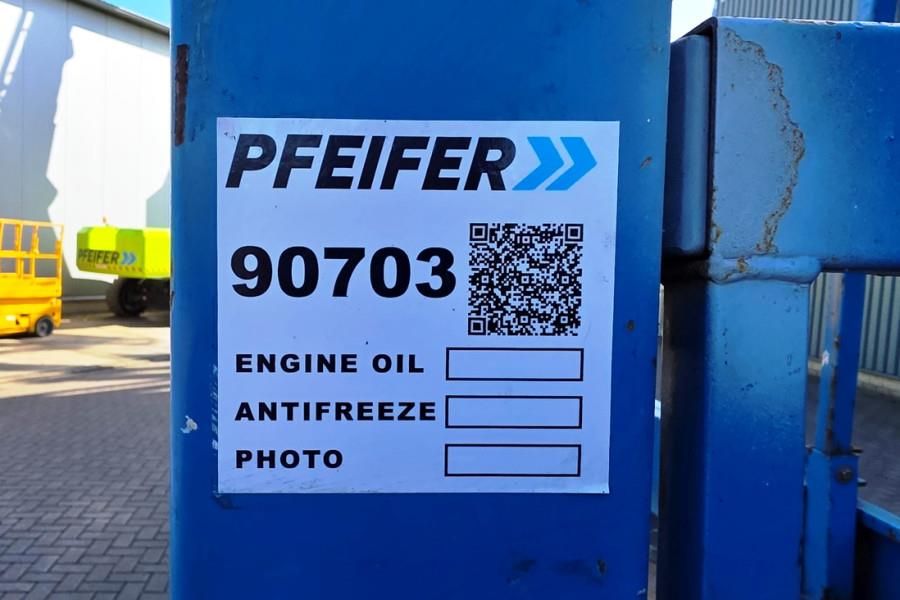 PFEIFER
90703
ENGINE OIL
ANTIFREEZE
PHOTO
PFEIFER